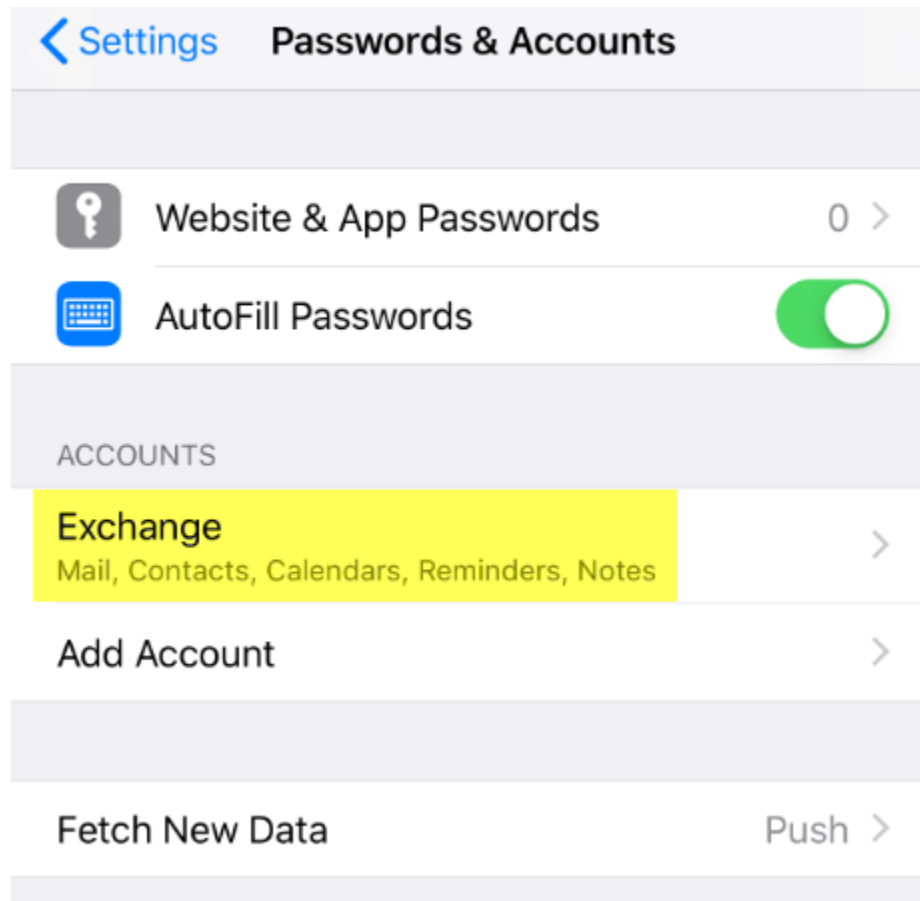 Settings Passwords & Accounts
Website & App Passwords 0
AutoFill Passwords
ACCOUNTS
Exchange
Mail, Contacts, Calendars, Reminders, Notes
Add Account
Fetch New Data Push